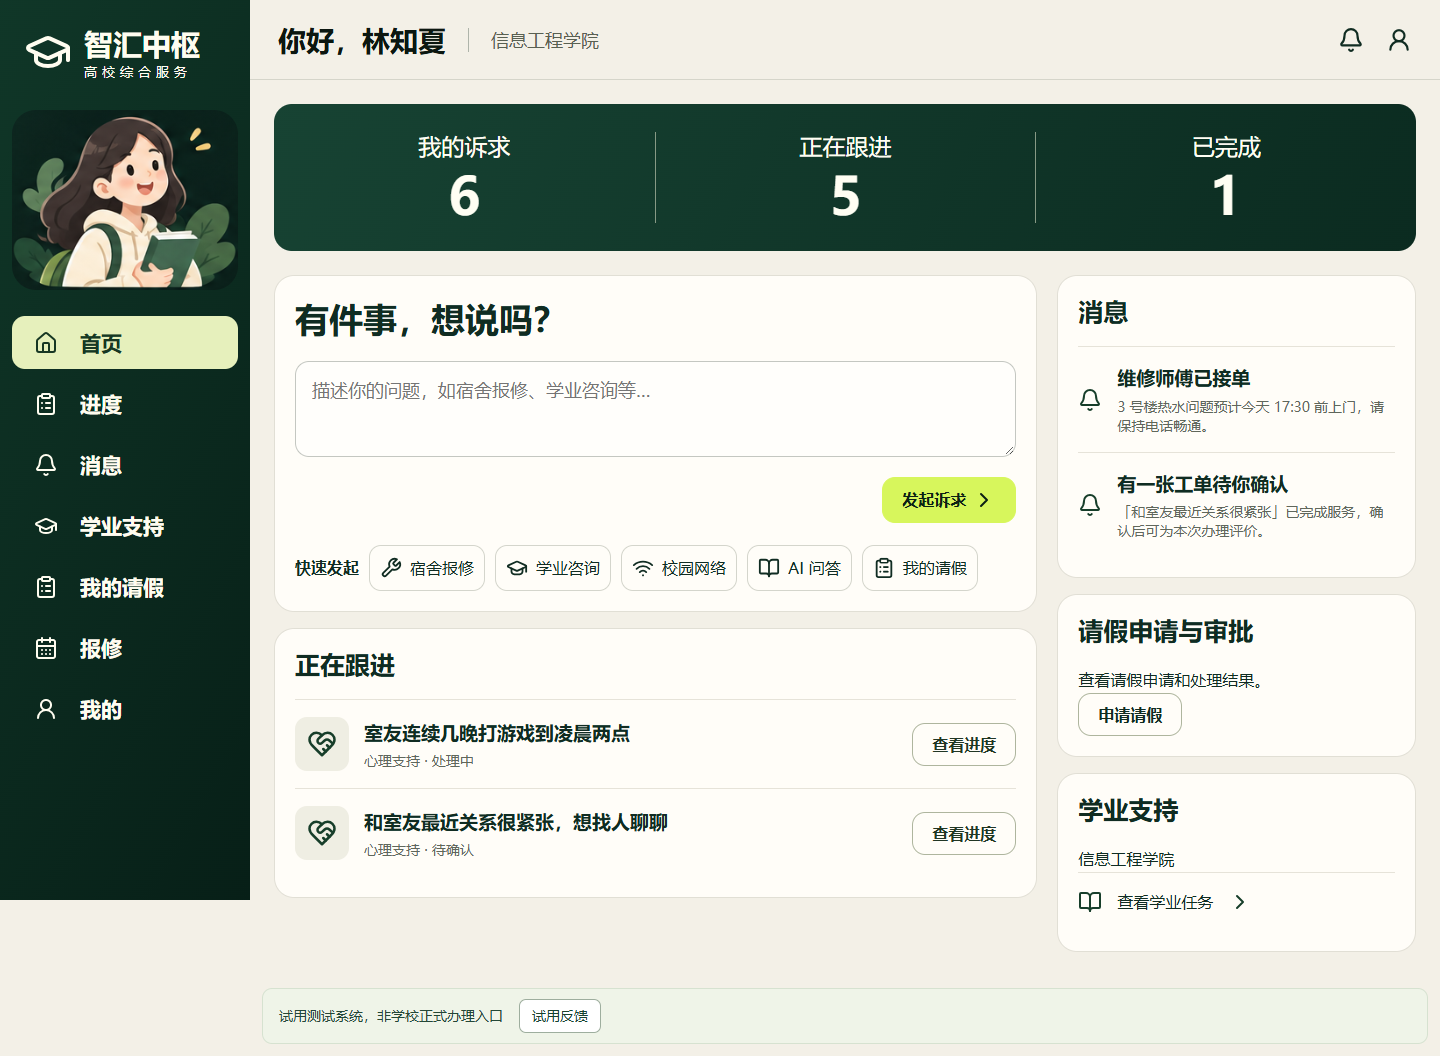 智汇中枢
高校综合服务
首页
进度
消息
学业支持
我的请假
报修
我的
你好，林知夏
信息工程学院
我的诉求
6
正在跟进
5
已完成
1
有件事，想说吗？
描述你的问题，如宿舍报修、学业咨询等...
发起诉求
快速发起
宿舍报修
学业咨询
校园网络
AI 问答
我的请假
正在跟进
室友连续几晚打游戏到凌晨两点
心理支持 · 处理中
查看进度
和室友最近关系很紧张，想找人聊聊
心理支持 · 待确认
查看进度
消息
维修师傅已接单
3 号楼热水问题预计今天 17:30 前上门，请
保持电话畅通。
有一张工单待你确认
「和室友最近关系很紧张」已完成服务，确
认后可为本次办理评价。
请假申请与审批
查看请假申请和处理结果。
申请请假
学业支持
信息工程学院
查看学业任务
试用测试系统，非学校正式办理入口
试用反馈